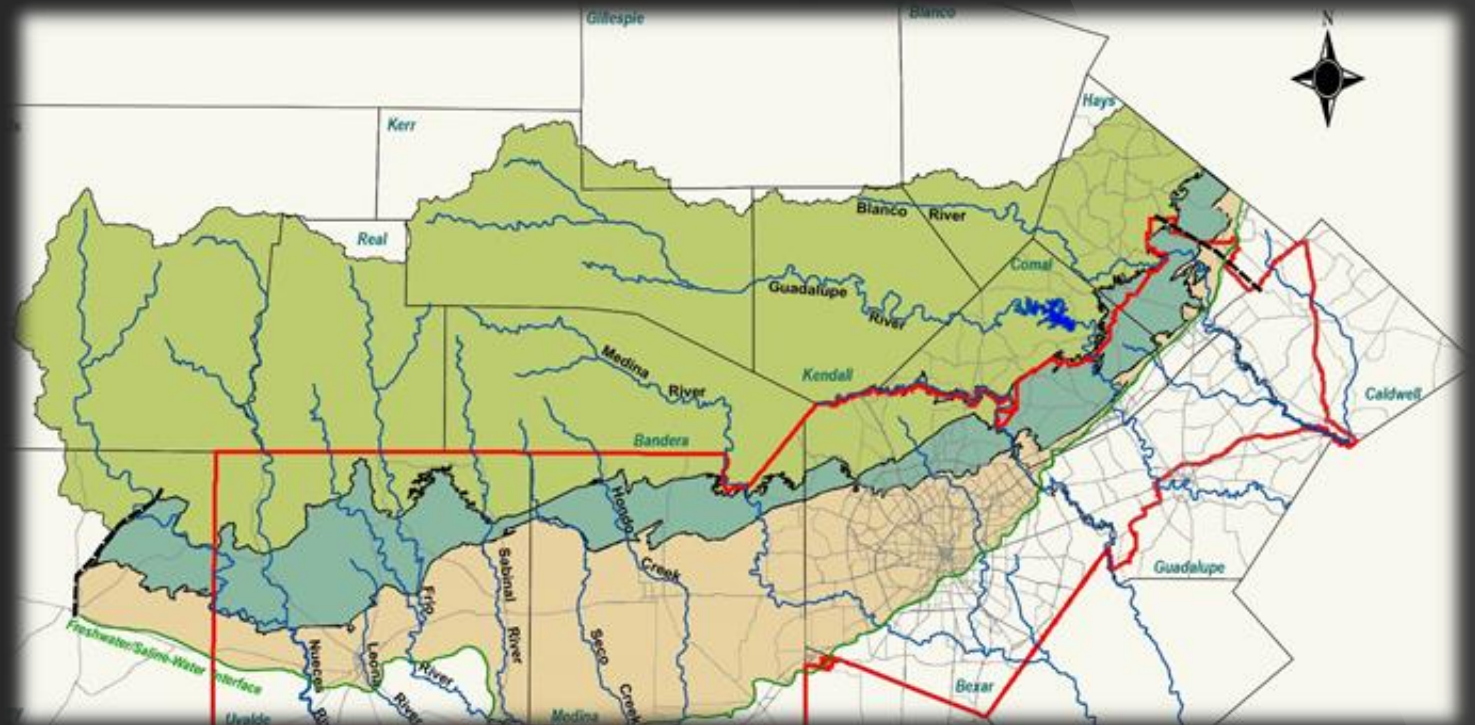 Gillespie
Blanco
N
Kerr
Hays
Real
Blanco River
Comal
Guadalupe
River
Medina
River
Kendall
Caldwell
Bandera
Hondo
Creek
Sabinal
River
Guadalupe
Frio
River
Seco
Creek
Nueces
Leona
River
Freshwater/Saline-Water Interface
Bexar
Uvalde
Medina